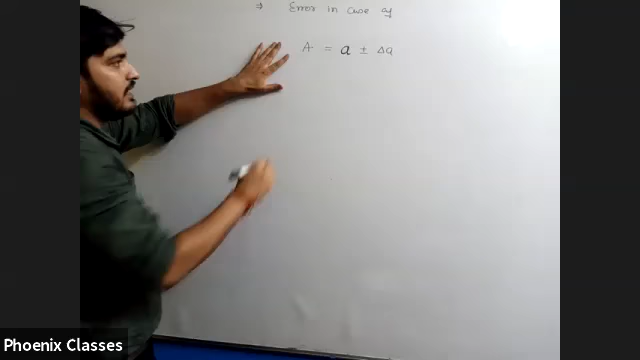 ⇒ Error in case of
A = a ± Δa
Phoenix Classes